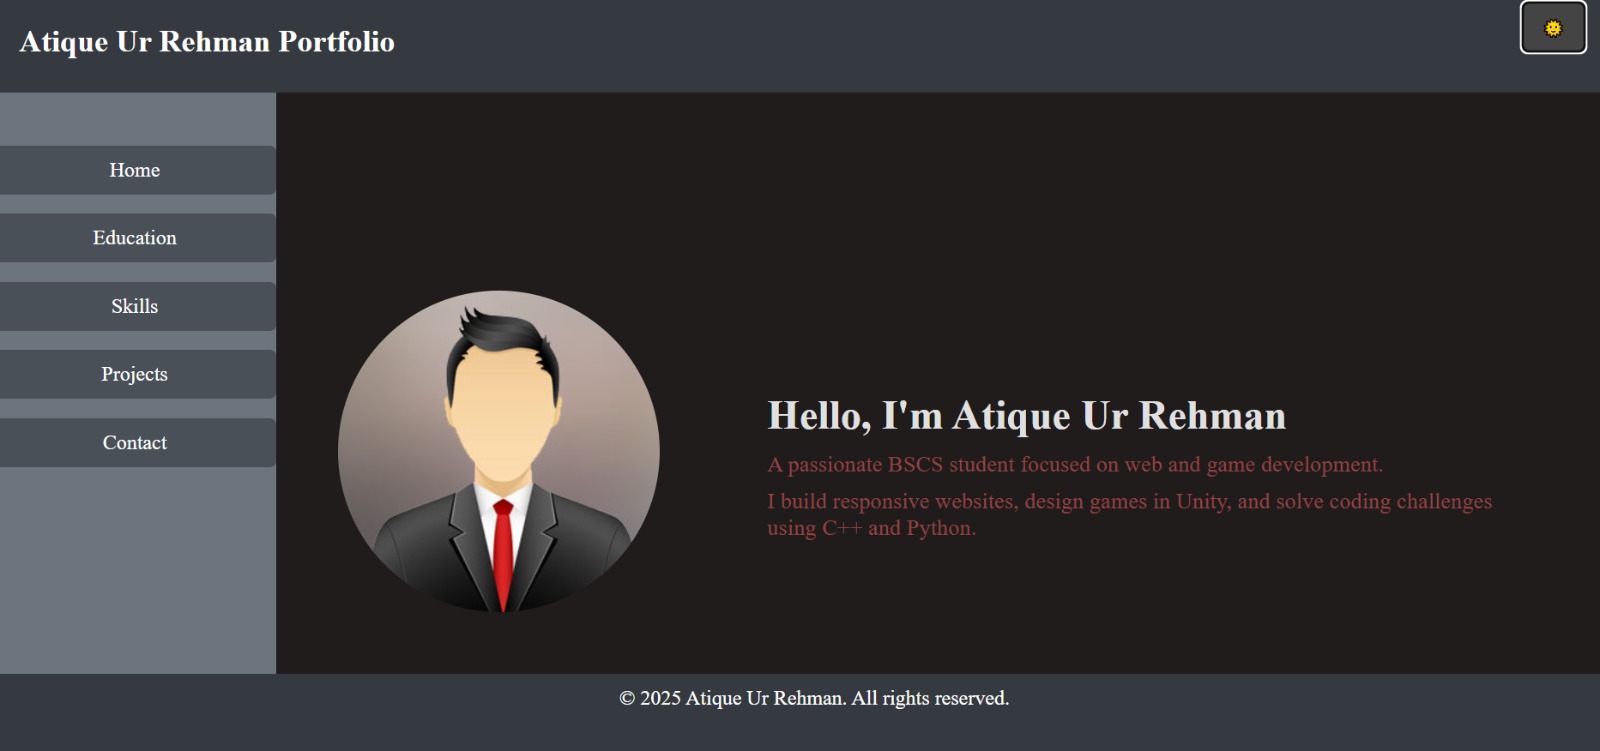 Atique Ur Rehman Portfolio
Home
Education
Skills
Projects
Contact
Hello, I'm Atique Ur Rehman
A passionate BSCS student focused on web and game development.
I build responsive websites, design games in Unity, and solve coding challenges
using C++ and Python.
© 2025 Atique Ur Rehman. All rights reserved.